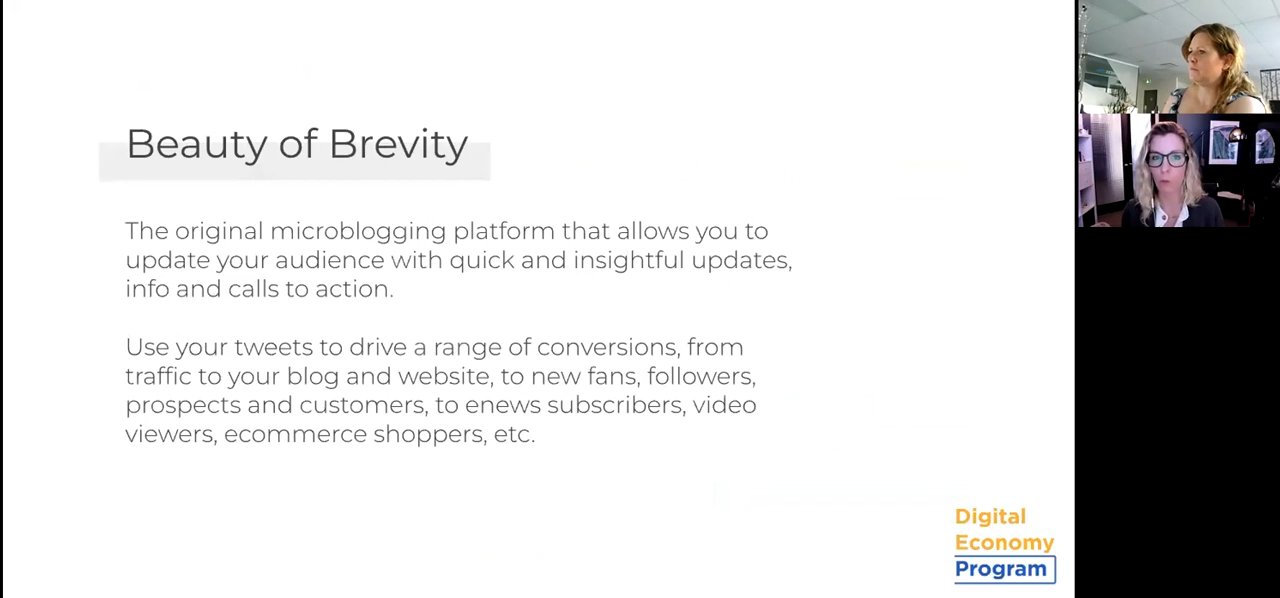 Beauty of Brevity
The original microblogging platform that allows you to
update your audience with quick and insightful updates,
info and calls to action.
Use your tweets to drive a range of conversions, from
traffic to your blog and website, to new fans, followers,
prospects and customers, to enews subscribers, video
viewers, ecommerce shoppers, etc.
Digital
Economy
Program